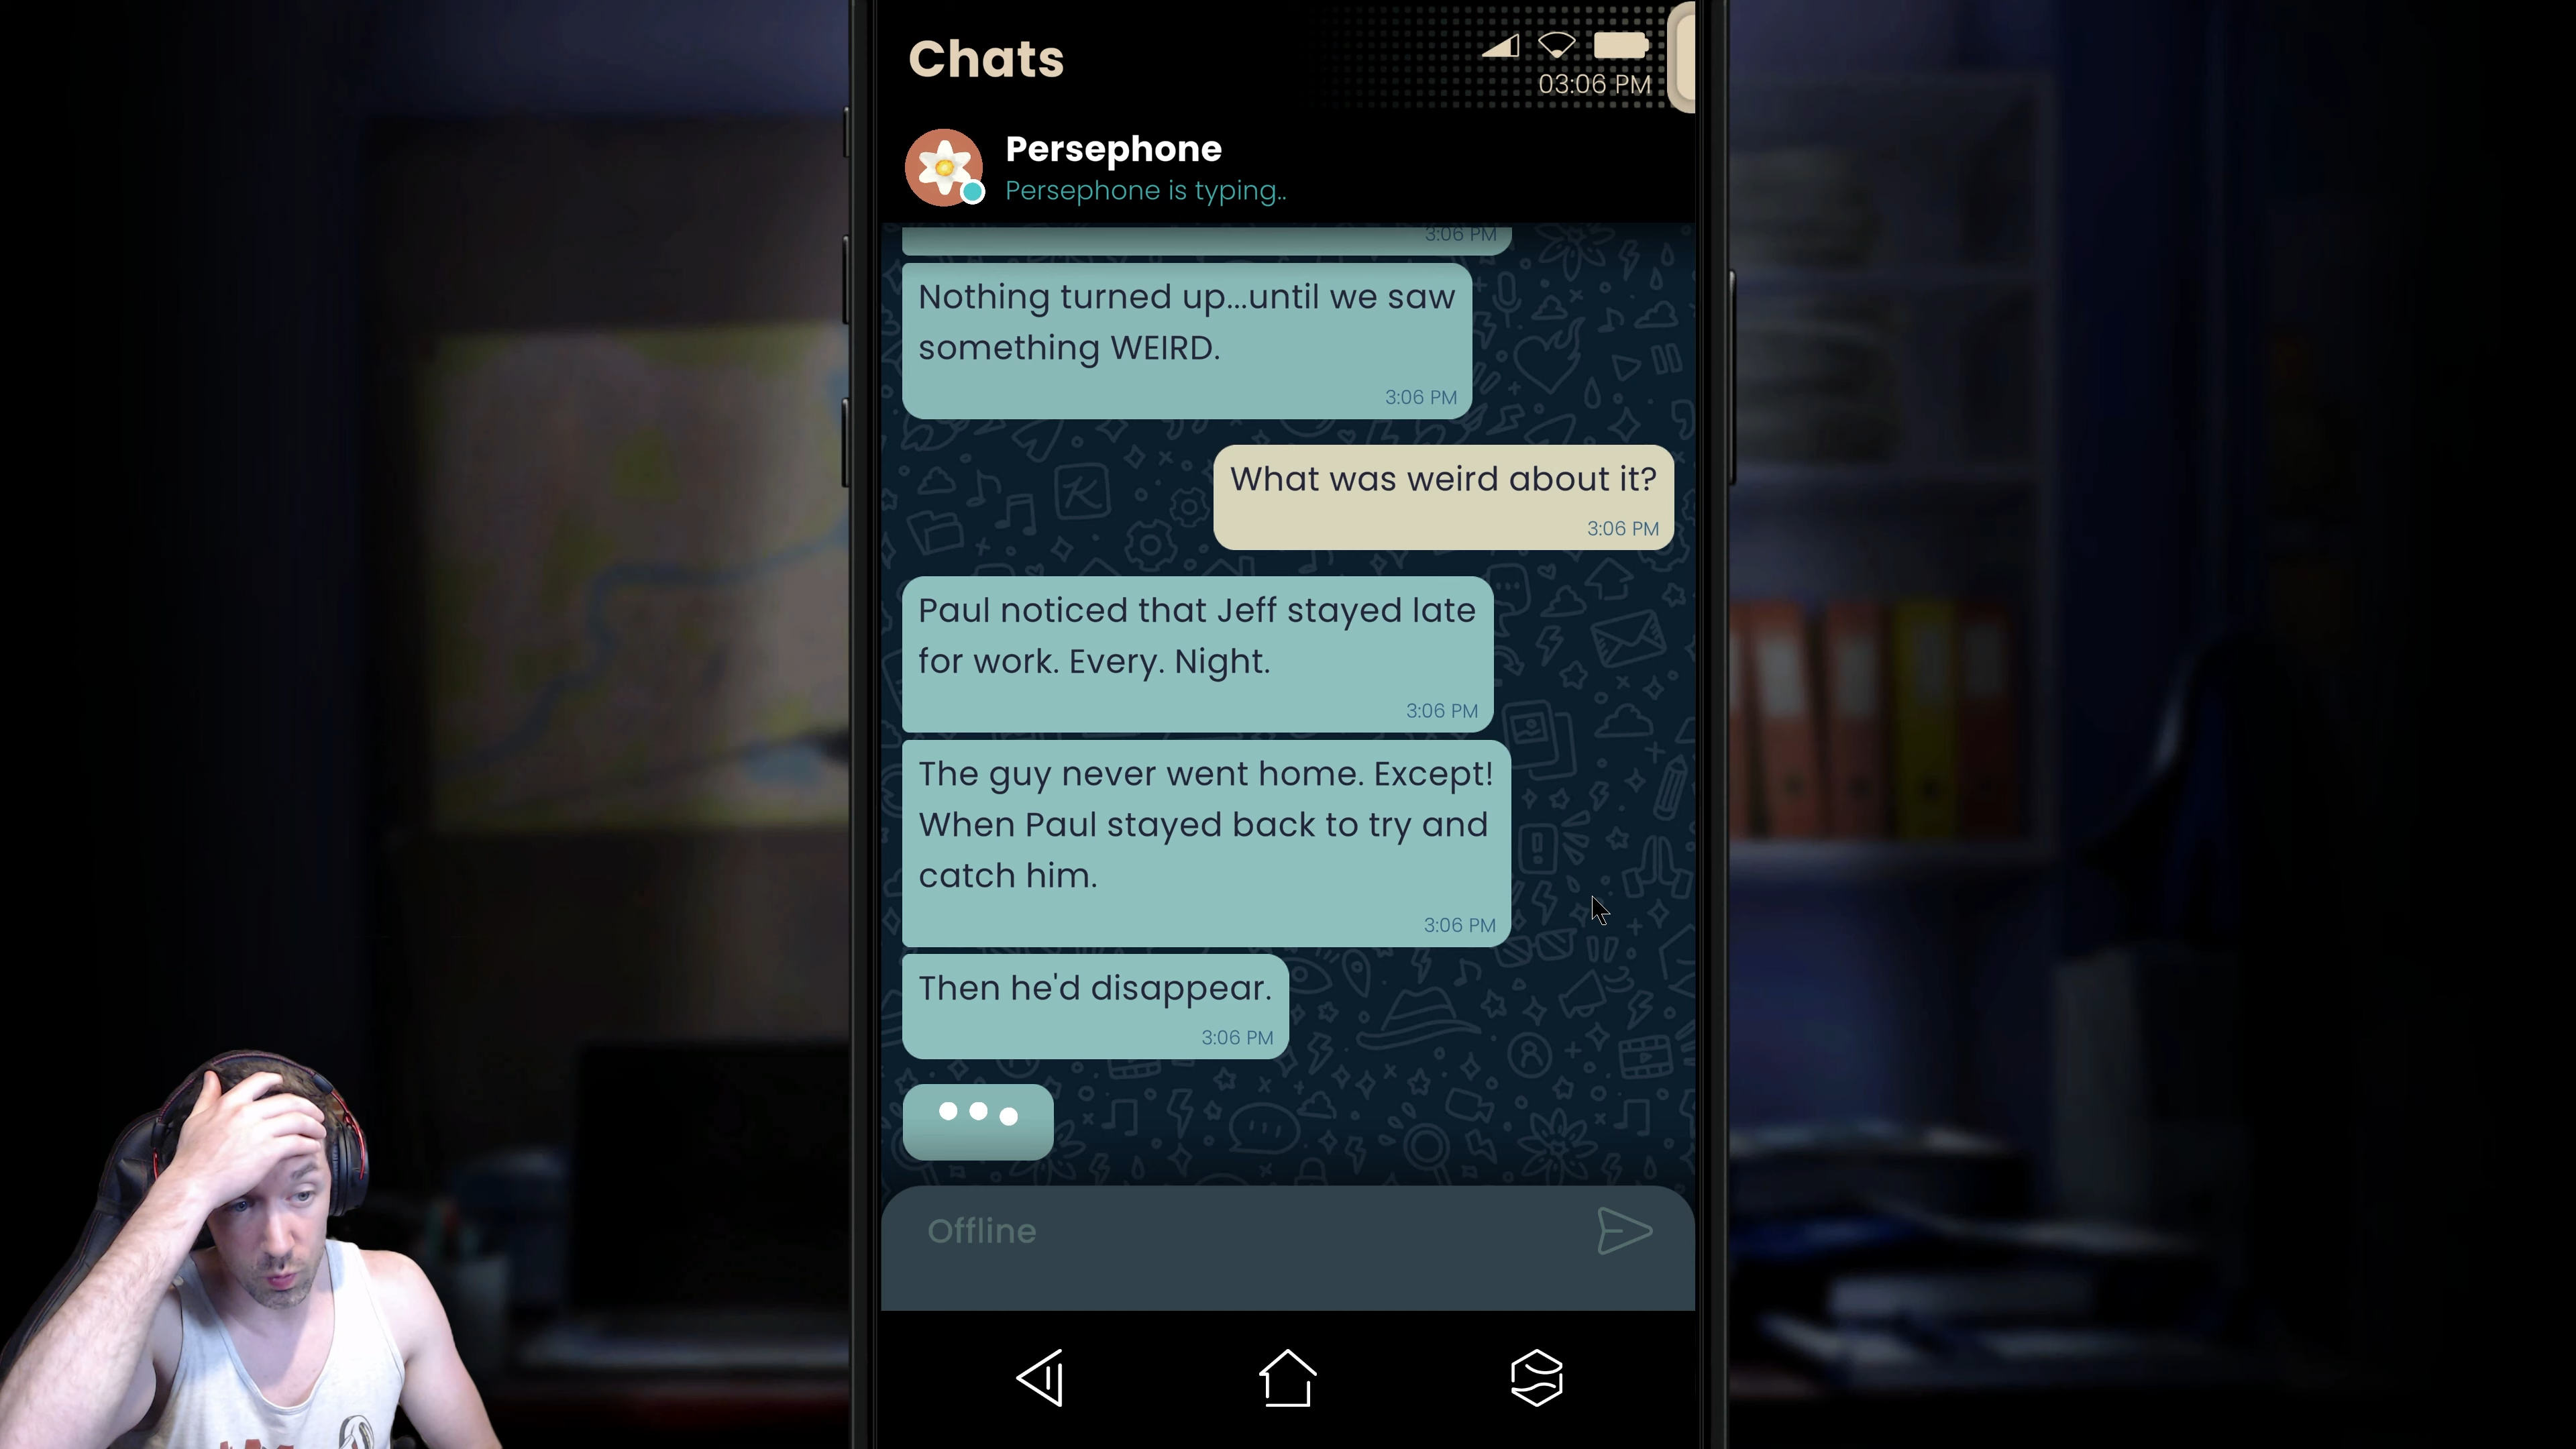 Chats
03:06 PM
Persephone
Persephone is typing..
3:06 PM
Nothing turned up...until we saw
something WEIRD.
3:06 PM
What was weird about it?
3:06 PM
Paul noticed that Jeff stayed late
for work. Every. Night.
3:06 PM
The guy never went home. Except!
When Paul stayed back to try and
catch him.
3:06 PM
Then he'd disappear.
3:06 PM
Offline